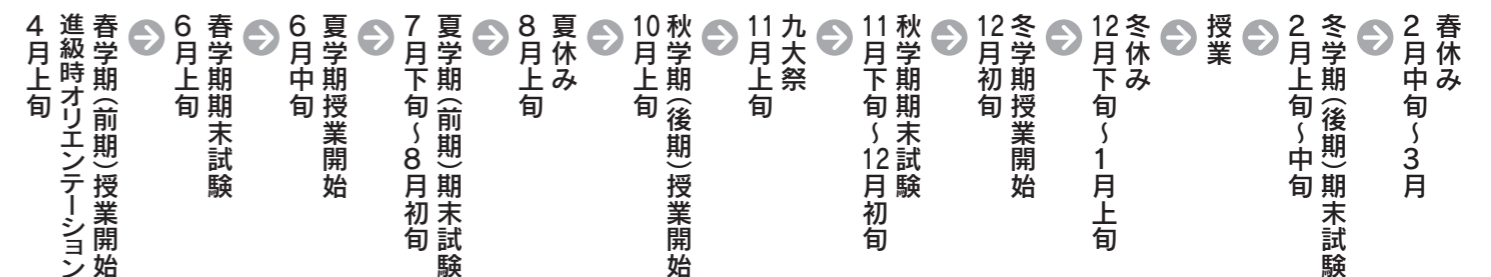 春学期(前期)授業開始
進級時オリエンテーション
4月上旬
春学期期末試験
6月上旬
夏学期授業開始
6月中旬
夏学期(前期)期末試験
7月下旬〜8月初旬
夏休み
8月上旬
秋学期(後期)授業開始
10月上旬
九大祭
11月上旬
秋学期期末試験
11月下旬〜12月初旬
冬学期授業開始
12月初旬
冬休み
12月下旬〜1月上旬
授業
冬学期(後期)期末試験
2月上旬〜中旬
春休み
2月中旬〜3月